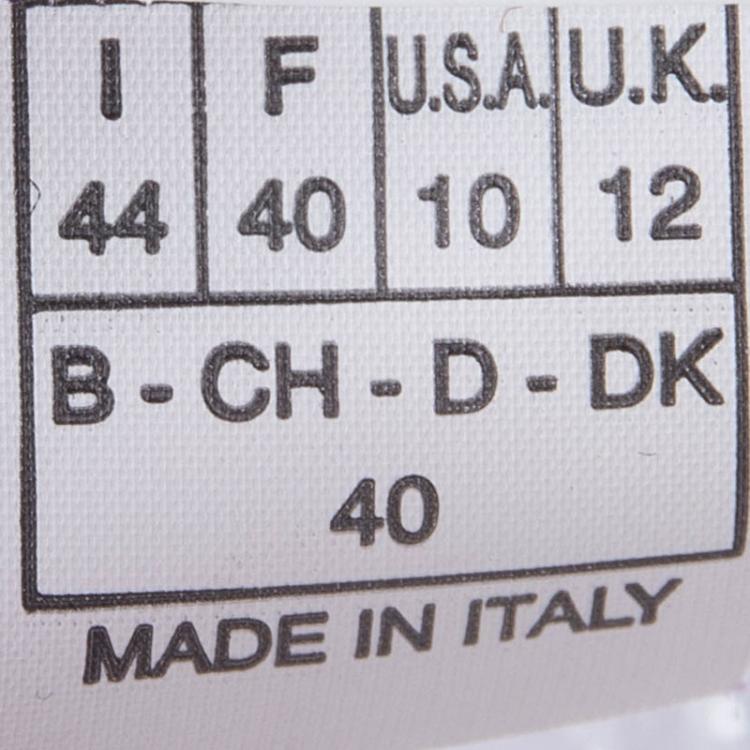 I F U.S.A. U.K.
44 40 10 12
B - CH - D - DK
40
MADE IN ITALY